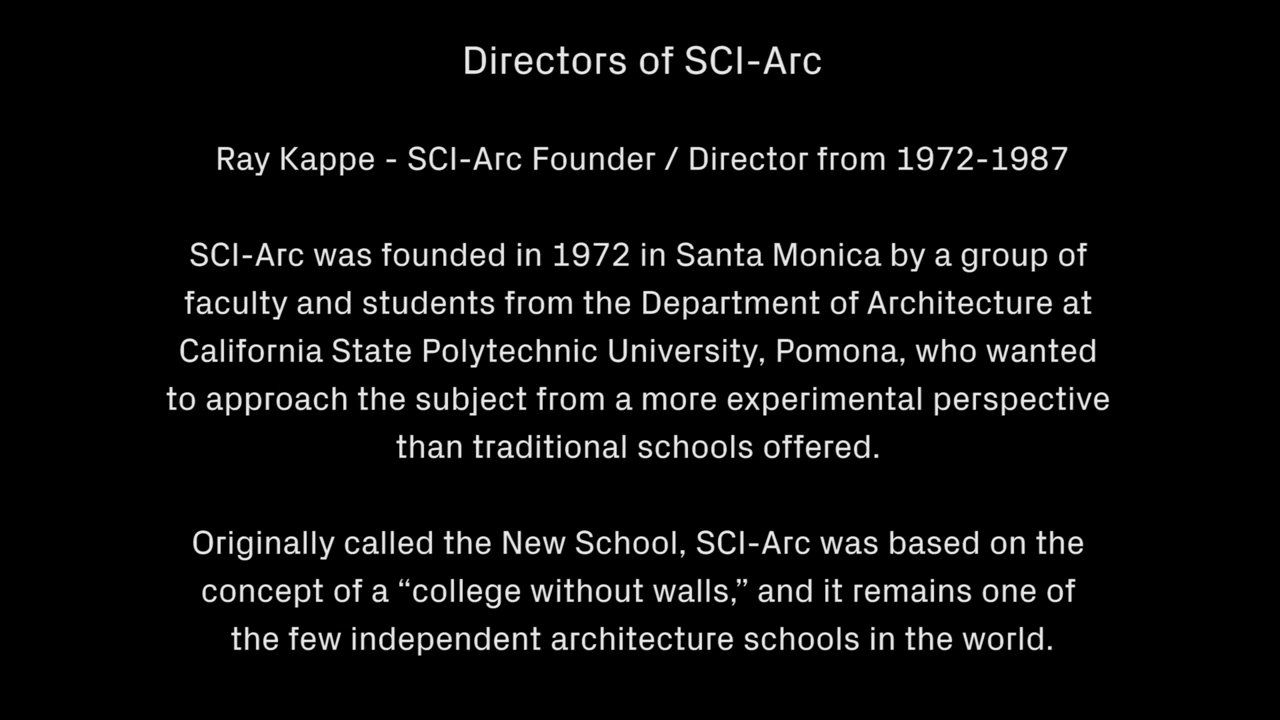 Directors of SCI-Arc
Ray Kappe - SCI-Arc Founder / Director from 1972-1987
SCI-Arc was founded in 1972 in Santa Monica by a group of
faculty and students from the Department of Architecture at
California State Polytechnic University, Pomona, who wanted
to approach the subject from a more experimental perspective
than traditional schools offered.
Originally called the New School, SCI-Arc was based on the
concept of a “college without walls,” and it remains one of
the few independent architecture schools in the world.